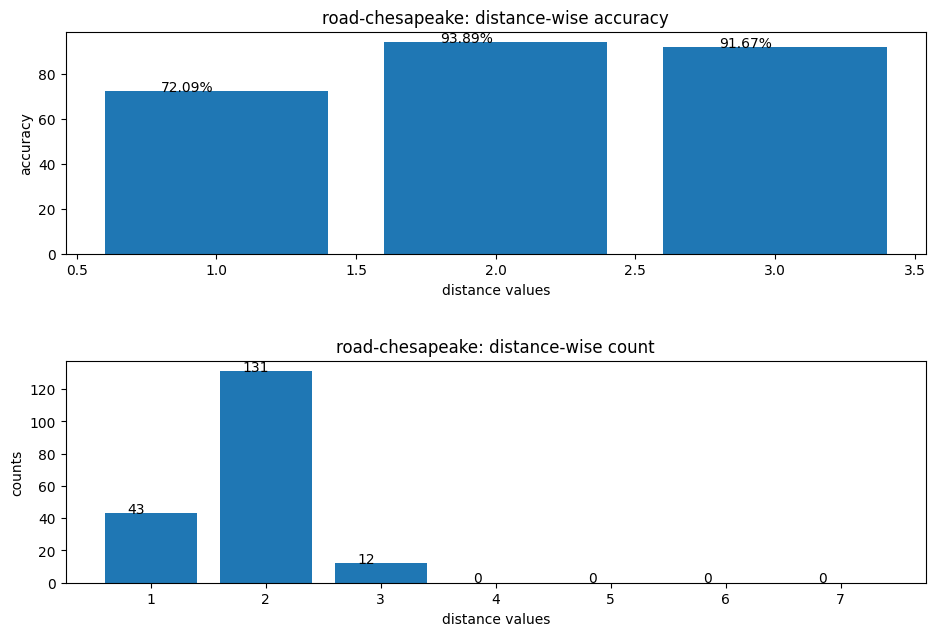 road-chesapeake: distance-wise accuracy
accuracy
80
60
40
20
0
72.09%
93.89%
91.67%
0.5 1.0 1.5 2.0 2.5 3.0 3.5
distance values
road-chesapeake: distance-wise count
counts
120
100
80
60
40
20
0
43
131
12
0
0
0
0
1 2 3 4 5 6 7
distance values